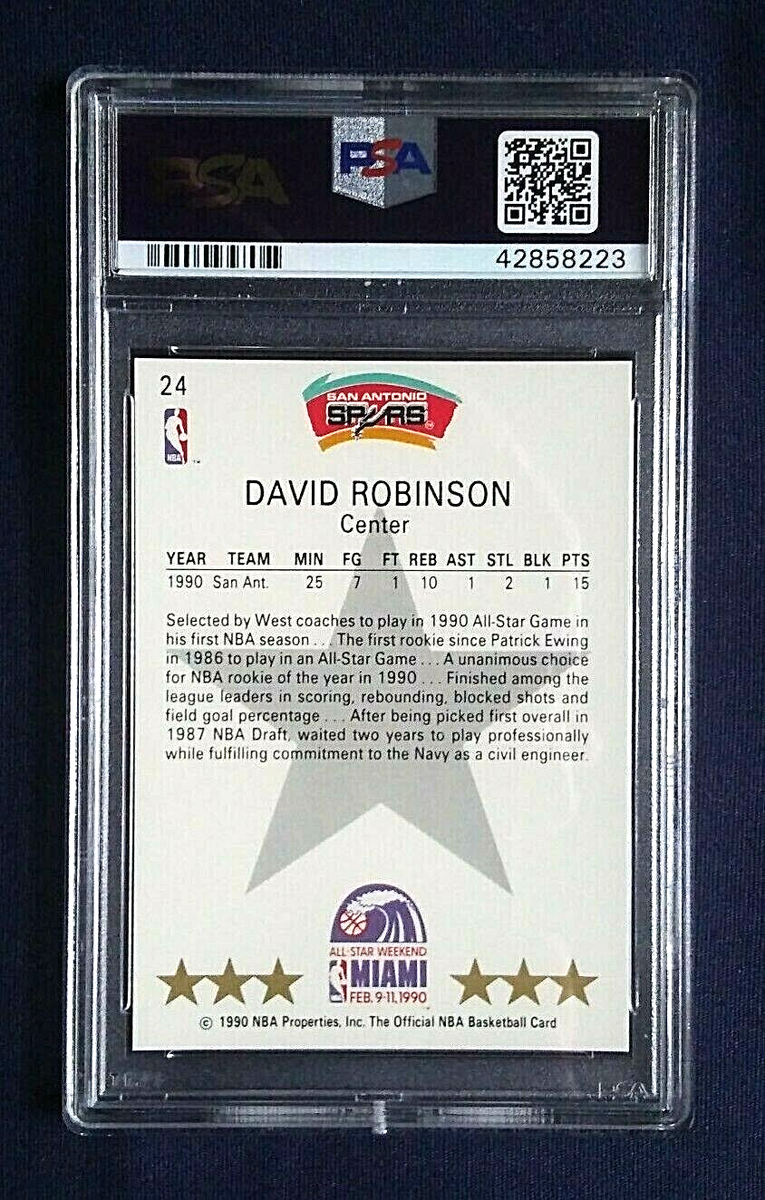 PSA
PSA
42858223
24
NBA
SAN ANTONIO
SPURS
DAVID ROBINSON
Center
YEAR TEAM MIN FG FT REB AST STL BLK PTS
1990 San Ant. 25 7 1 10 1 2 1 15
Selected by West coaches to play in 1990 All-Star Game in
his first NBA season . . . The first rookie since Patrick Ewing
in 1986 to play in an All-Star Game . . . A unanimous choice
for NBA rookie of the year in 1990 . . . Finished among the
league leaders in scoring, rebounding, blocked shots and
field goal percentage . . . After being picked first overall in
1987 NBA Draft, waited two years to play professionally
while fulfilling commitment to the Navy as a civil engineer.
ALL-STAR WEEKEND
MIAMI
FEB. 9-11, 1990
© 1990 NBA Properties, Inc. The Official NBA Basketball Card
PSA